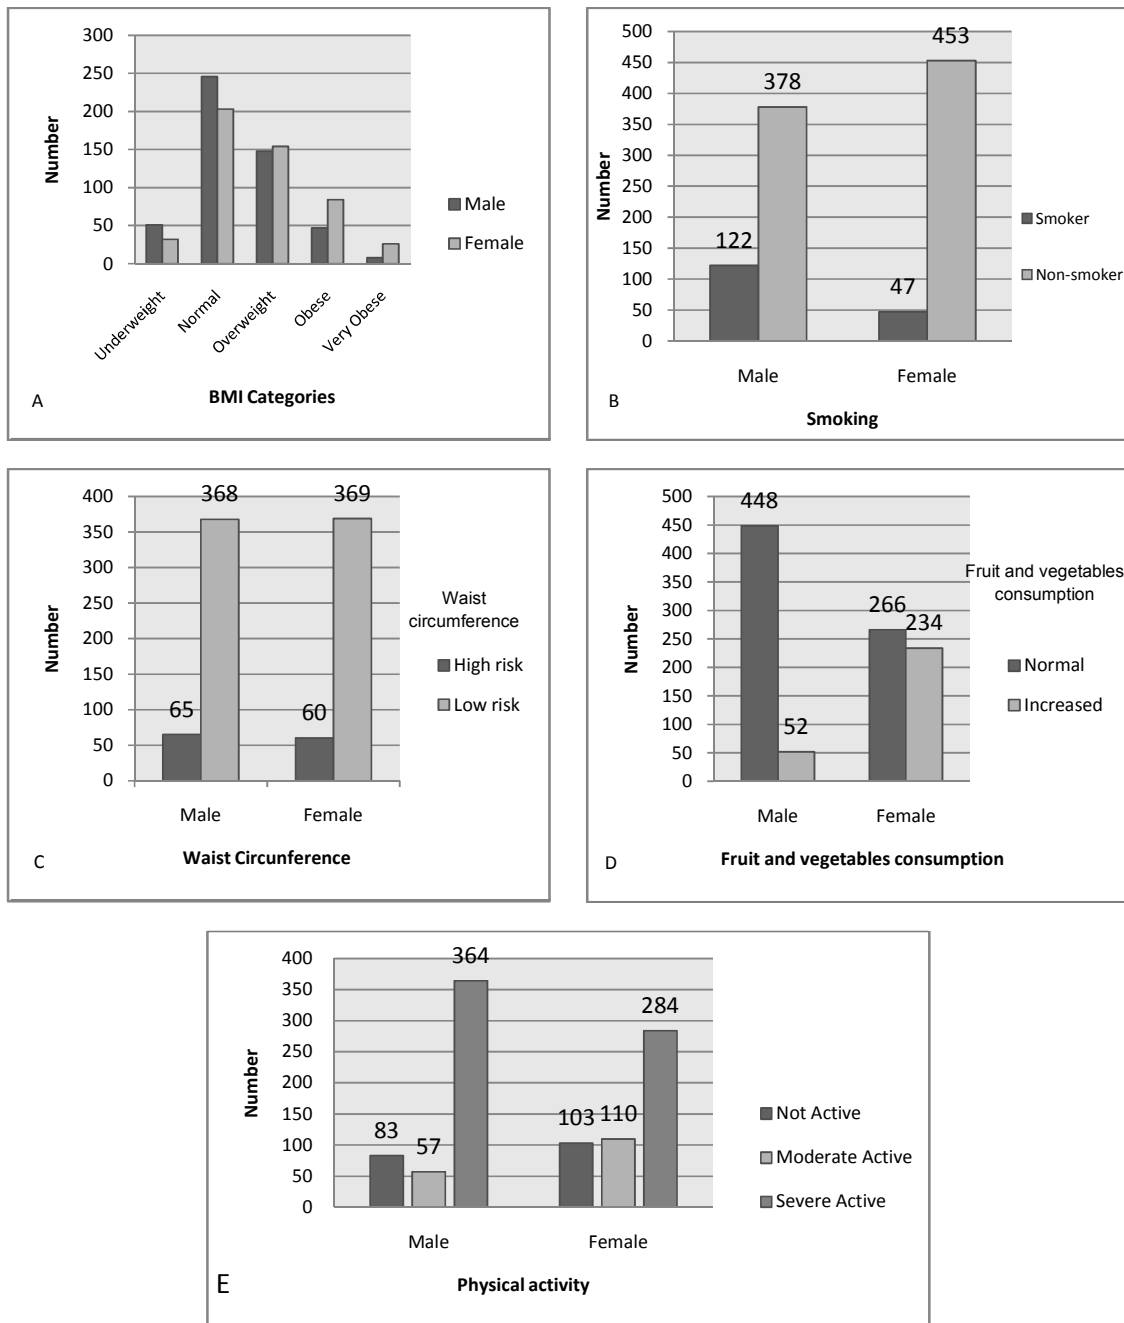 300
250
200
150
100
50
0
Number
Underweight
Normal
Overweight
Obese
Very Obese
Male
Female
BMI Categories
A
500
450
400
350
300
250
200
150
100
50
0
Number
122
378
47
453
Male
Female
Smoker
Non-smoker
Smoking
B
400
350
300
250
200
150
100
50
0
Number
65
368
60
369
Male
Female
Waist
circumference
High risk
Low risk
Waist Circunference
C
500
450
400
350
300
250
200
150
100
50
0
Number
448
52
266
234
Male
Female
Fruit and vegetables
consumption
Normal
Increased
Fruit and vegetables consumption
D
400
350
300
250
200
150
100
50
0
Number
83
57
364
103
110
284
Male
Female
Not Active
Moderate Active
Severe Active
Physical activity
E